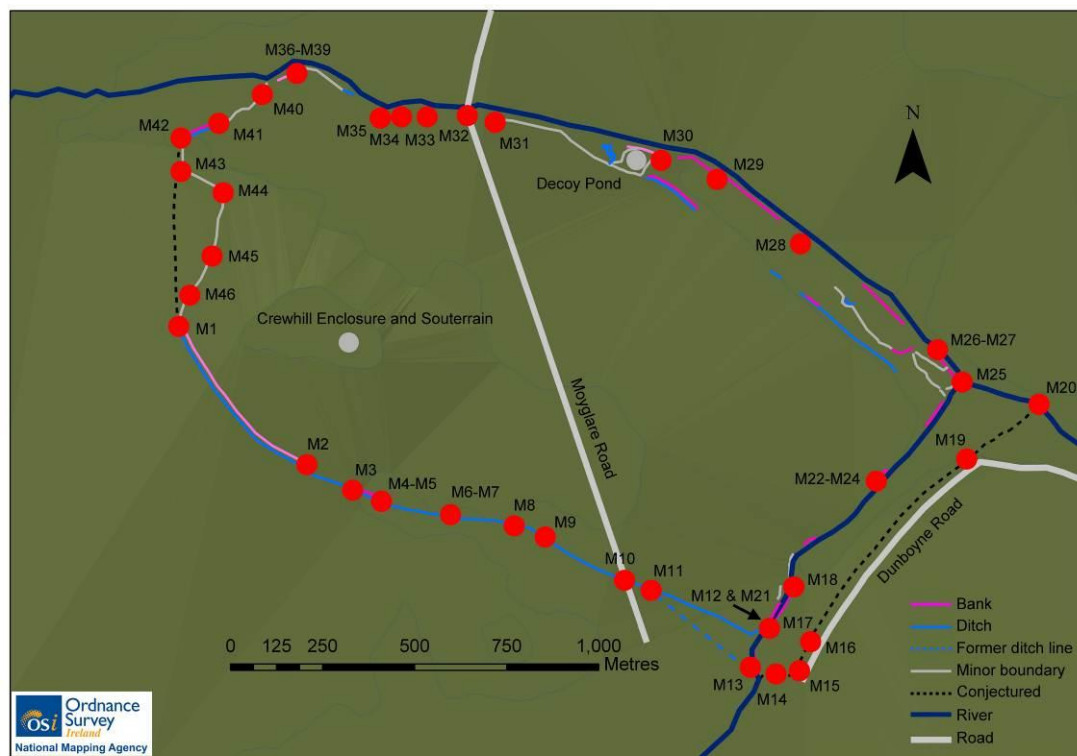 M36-M39
M40
M42
M41
M35
M34
M33
M32
M31
M30
M29
N
Decoy Pond
M43
M44
M28
M45
M46
M1
Crewhill Enclosure and Souterrain
Moyglare Road
M26-M27
M25
M20
M2
M19
M3
M4-M5
M22-M24
M6-M7
M8
M9
Dunboyne Road
M10
M11
M18
M12 & M21
M17
M16
M13
M14
M15
Bank
Ditch
Former ditch line
Minor boundary
Conjectured
River
Road
0 125 250 500 750 1,000
Metres
OSi
Ordnance
Survey
Ireland
National Mapping Agency